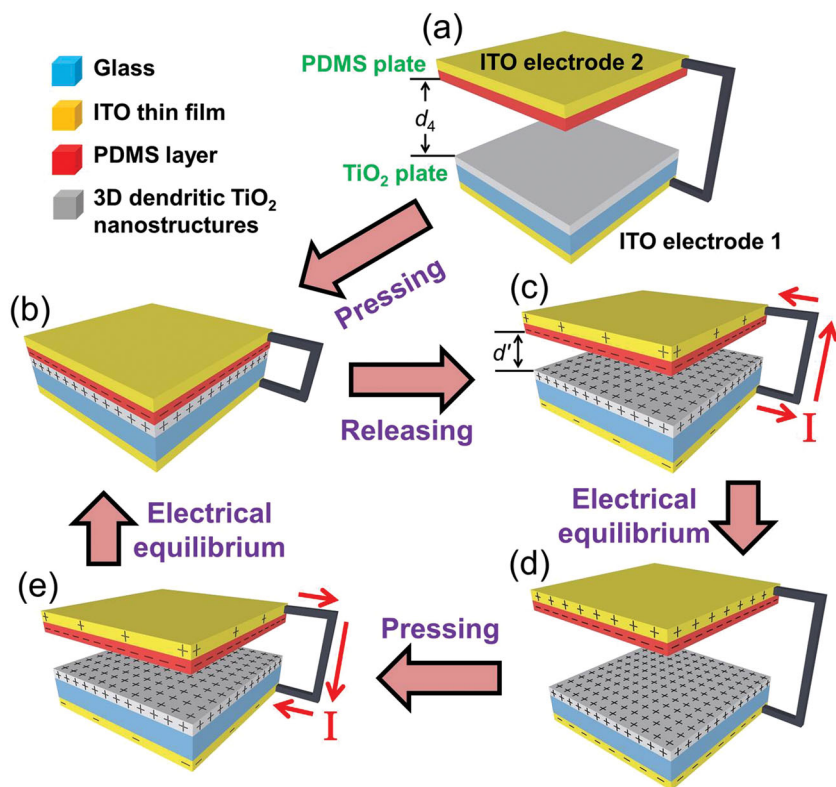 (a)
Glass
ITO thin film
PDMS layer
3D dendritic TiO₂
nanostructures
PDMS plate
ITO electrode 2
d₄
TiO₂ plate
ITO electrode 1
Pressing
(b)
(c)
d'
I
Releasing
Electrical
equilibrium
Electrical
equilibrium
(d)
(e)
Pressing
I